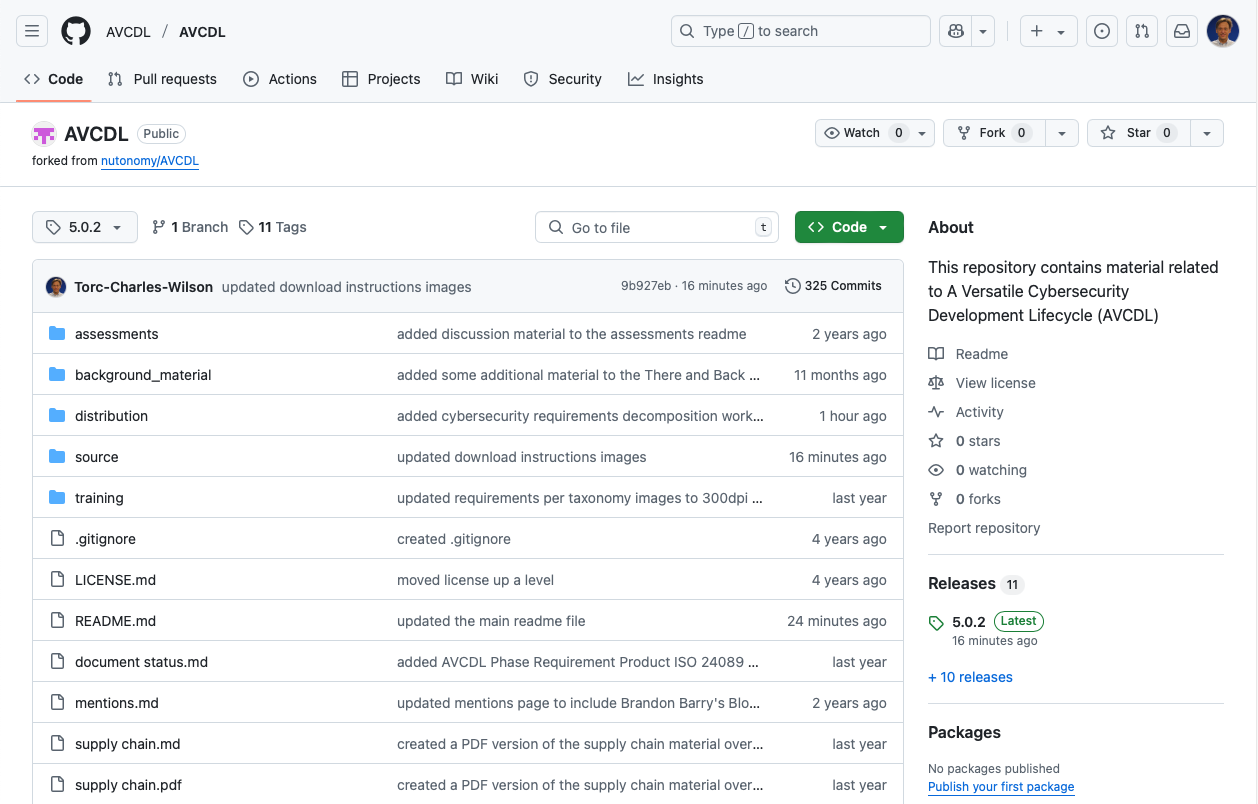 AVCDL / AVCDL
Type / to search
Code Pull requests Actions Projects Wiki Security Insights
AVCDL Public
Watch 0 Fork 0 Star 0
forked from nutonomy/AVCDL
5.0.2 1 Branch 11 Tags Go to file t Code
Torc-Charles-Wilson updated download instructions images 9b927eb · 16 minutes ago 325 Commits
assessments added discussion material to the assessments readme 2 years ago
background_material added some additional material to the There and Back ... 11 months ago
distribution added cybersecurity requirements decomposition work... 1 hour ago
source updated download instructions images 16 minutes ago
training updated requirements per taxonomy images to 300dpi ... last year
.gitignore created .gitignore 4 years ago
LICENSE.md moved license up a level 4 years ago
README.md updated the main readme file 24 minutes ago
document status.md added AVCDL Phase Requirement Product ISO 24089 ... last year
mentions.md updated mentions page to include Brandon Barry's Blo... 2 years ago
supply chain.md created a PDF version of the supply chain material over... last year
supply chain.pdf created a PDF version of the supply chain material over... last year
About
This repository contains material related
to A Versatile Cybersecurity
Development Lifecycle (AVCDL)
Readme
View license
Activity
0 stars
0 watching
0 forks
Report repository
Releases 11
5.0.2 Latest
16 minutes ago
+ 10 releases
Packages
No packages published
Publish your first package